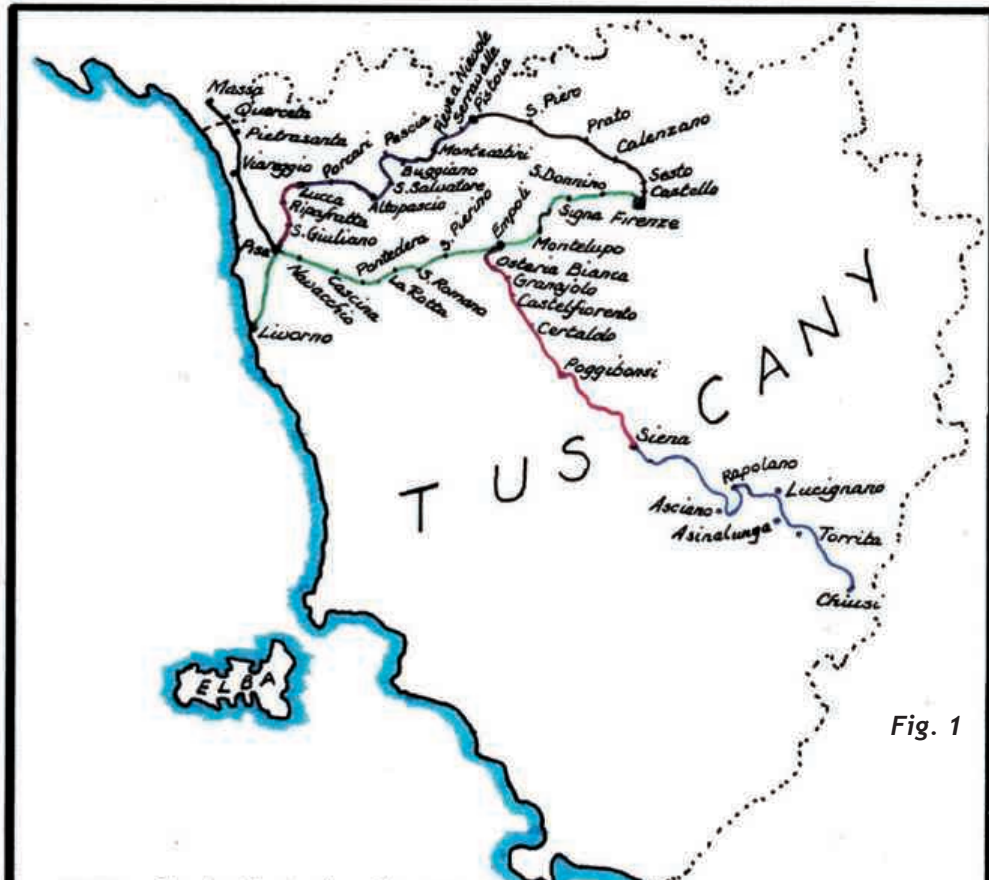 Massa
Querceta
Pietrasanta
Viareggio
Porcari
Pescia
Pieve a Nievole
Serravalle
Pistoia
S. Piero
Prato
Calenzano
Sesto
Castello
Firenze
Montecatini
Buggiano
S. Salvatore
Altopascio
Lucca
Ripafratta
S. Giuliano
Pisa
Navacchio
Cascina
Pontedera
La Rotta
S. Romano
S. Pierino
Empoli
Montelupo
Signa
S. Donnino
Livorno
Osteria Bianca
Granajolo
Castelfiorento
Certaldo
Poggibonsi
Siena
Asciano
Rapolano
Lucignano
Asinalunga
Torrita
Chiusi
TUSCANY
ELBA
Fig. 1